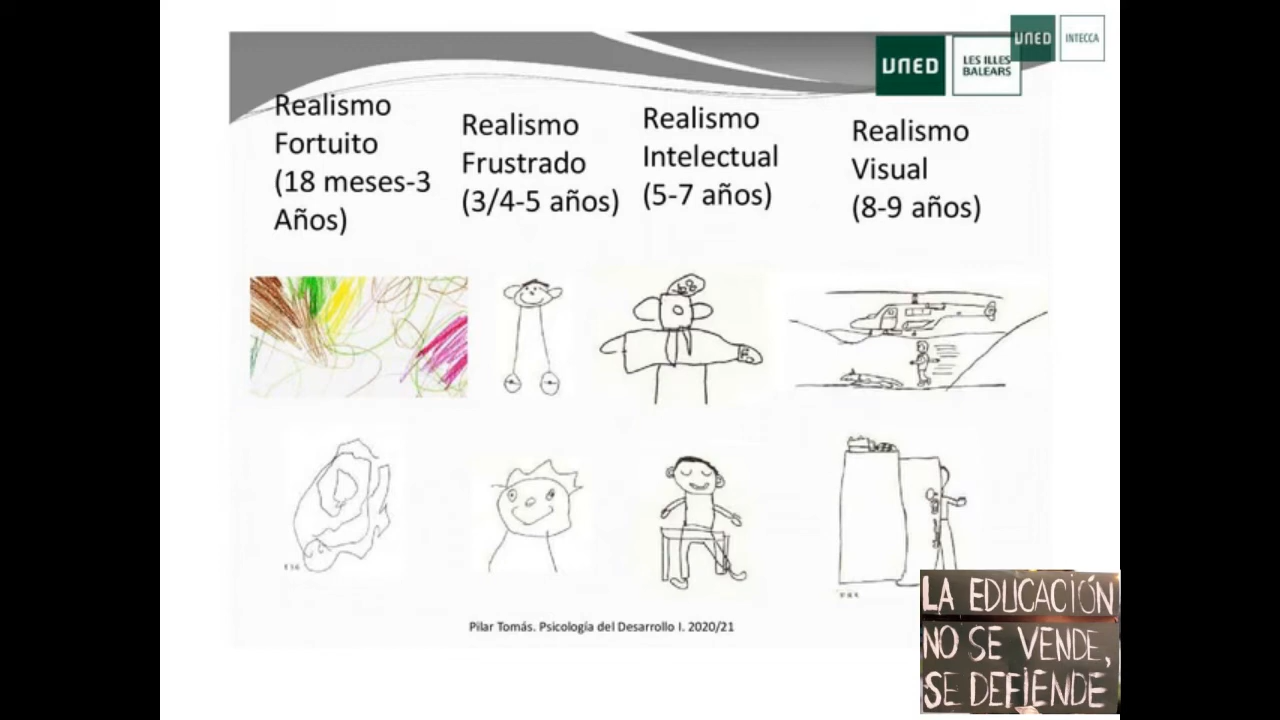 UNED
INTECCA
UNED
LES ILLES
BALEARS
Realismo
Fortuito
(18 meses-3
Años)
Realismo
Frustrado
(3/4-5 años)
Realismo
Intelectual
(5-7 años)
Realismo
Visual
(8-9 años)
Pilar Tomás. Psicología del Desarrollo I. 2020/21
LA EDUCACIÓN
NO SE VENDE,
SE DEFIENDE